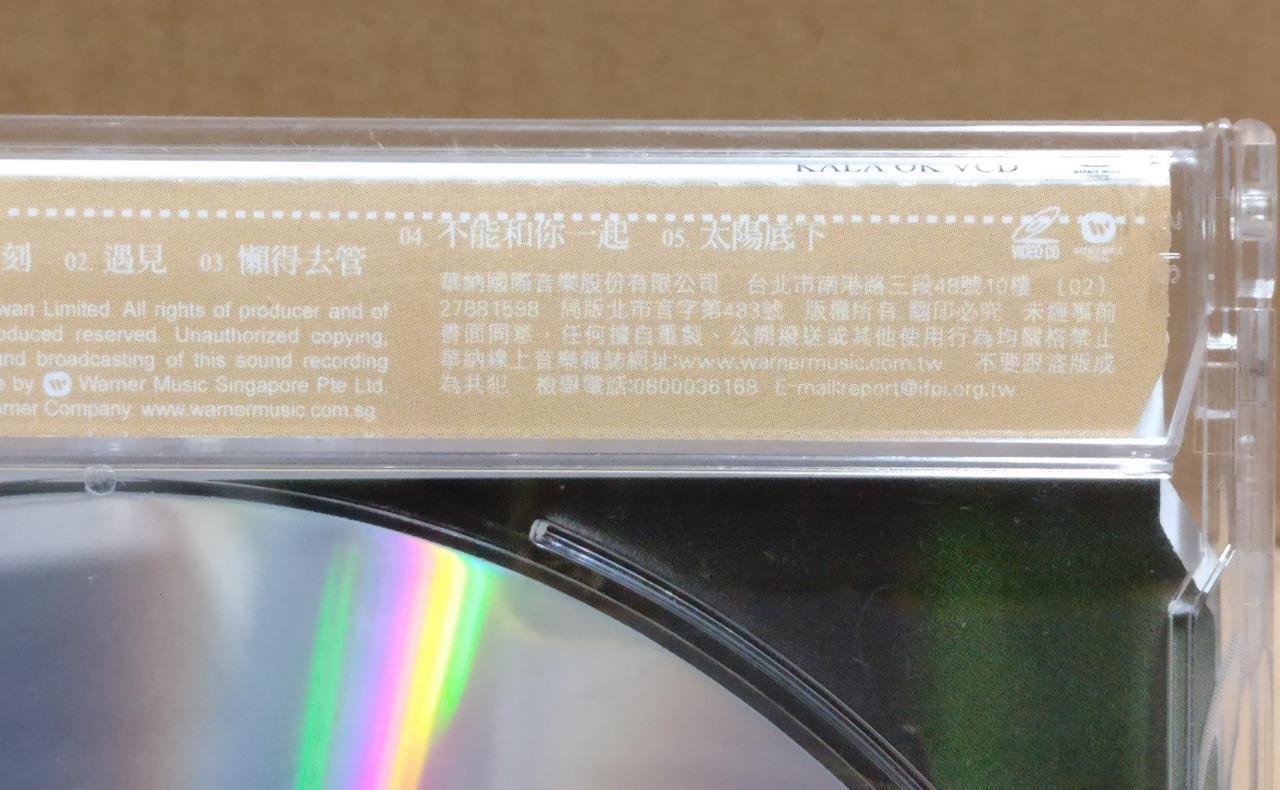 KALA OK VCD
刻 02. 遇見 03. 懶得去管 04. 不能和你一起 05. 太陽底下
VIDEO CD
wan Limited. All rights of producer and of
oduced reserved. Unauthorized copying,
nd broadcasting of this sound recording
e by Warner Music Singapore Pte Ltd.
arner Company. www.warnermusic.com.sg
華納國際音樂股份有限公司 台北市南港路三段48號10樓 (02)
27881598 局版北市音字第483號 版權所有 翻印必究 未經事前
書面同意，任何擅自重製、公開播送或其他使用行為均嚴格禁止
華納線上音樂雜誌網址:www.warnermusic.com.tw 不要跟盜版成
為共犯 檢舉電話:0800036168 E-mail:report@ifpi.org.tw